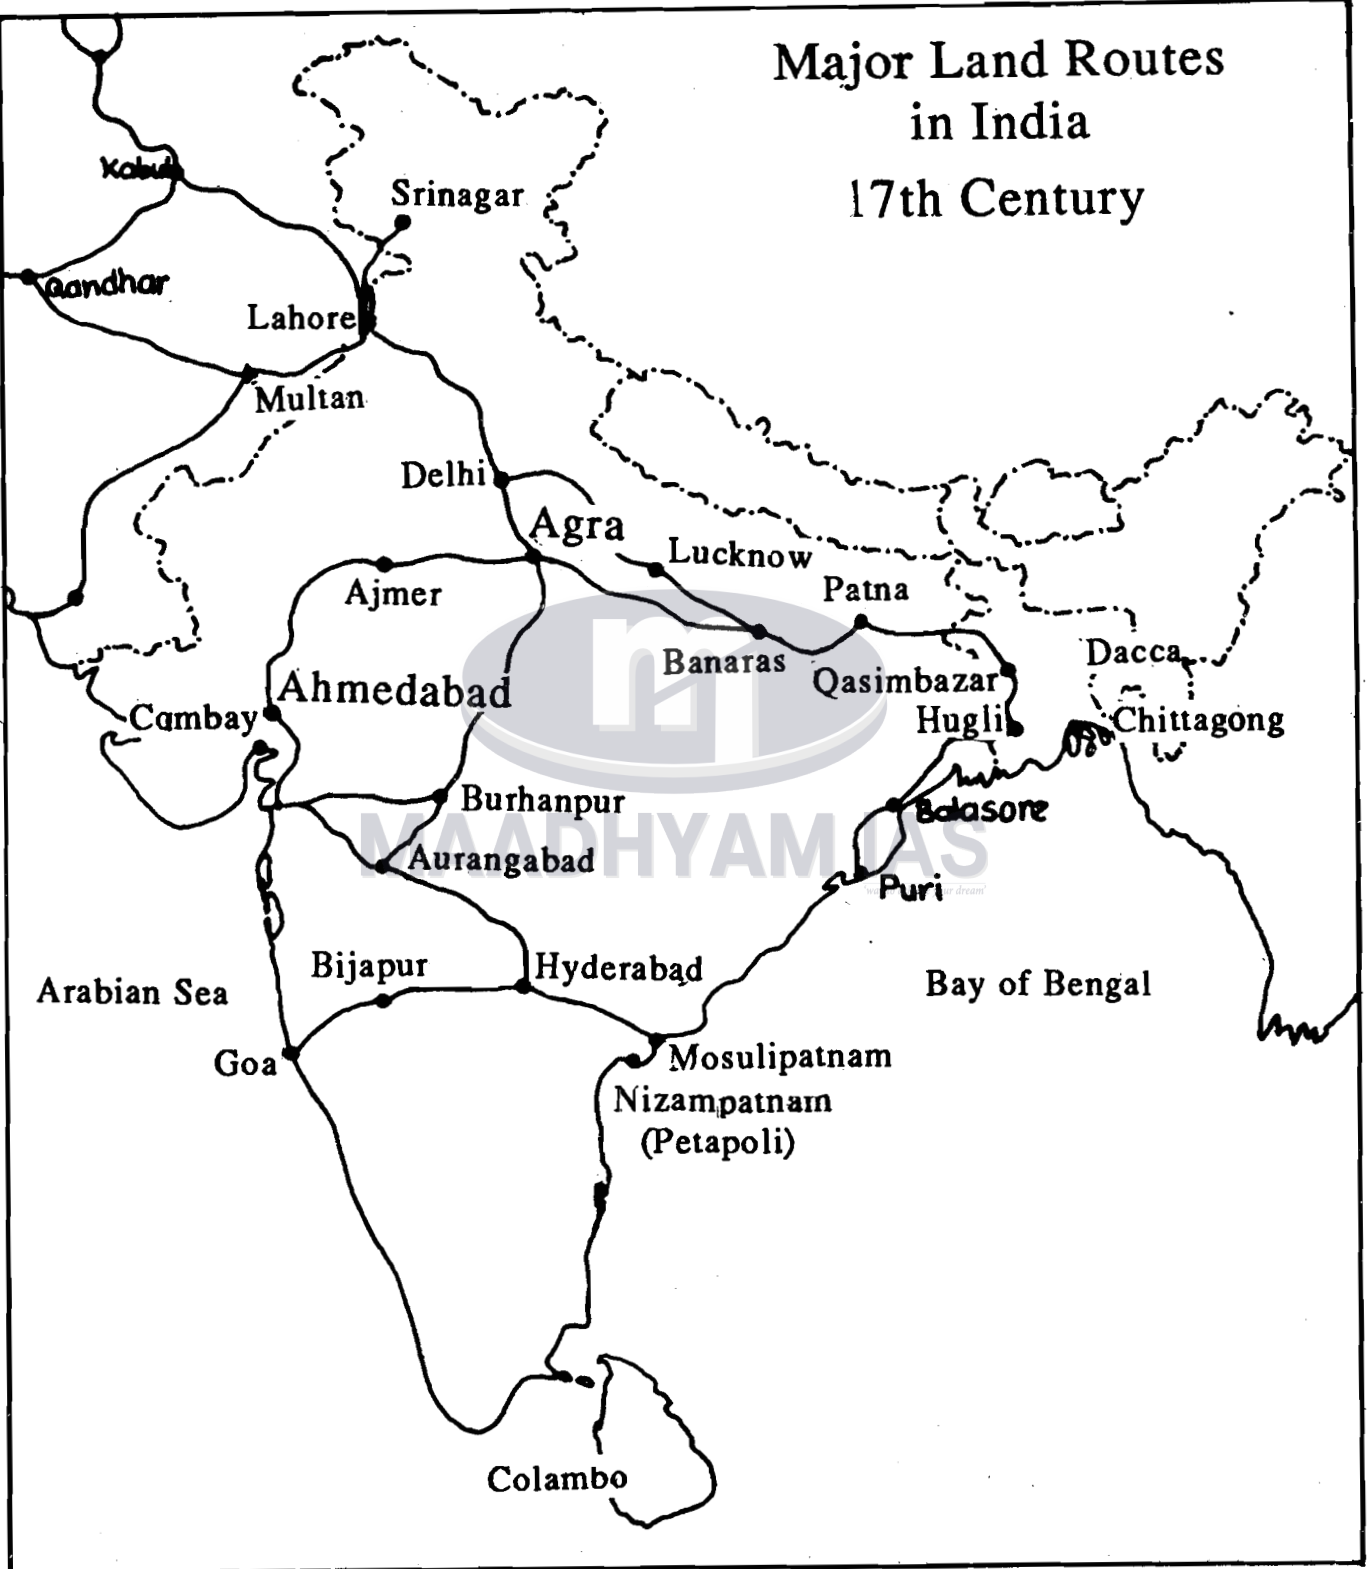 Major Land Routes
in India
17th Century
Kabul
Srinagar
Qandhar
Lahore
Multan
Delhi
Agra
Lucknow
Ajmer
Patna
Banaras
Dacca
Qasimbazar
Ahmedabad
Cambay
Hugli
Chittagong
Burhanpur
Balasore
MAADHYAM IAS
Aurangabad
Puri
Bijapur
Hyderabad
Arabian Sea
Bay of Bengal
Goa
Mosulipatnam
Nizampatnam
(Petapoli)
Colambo